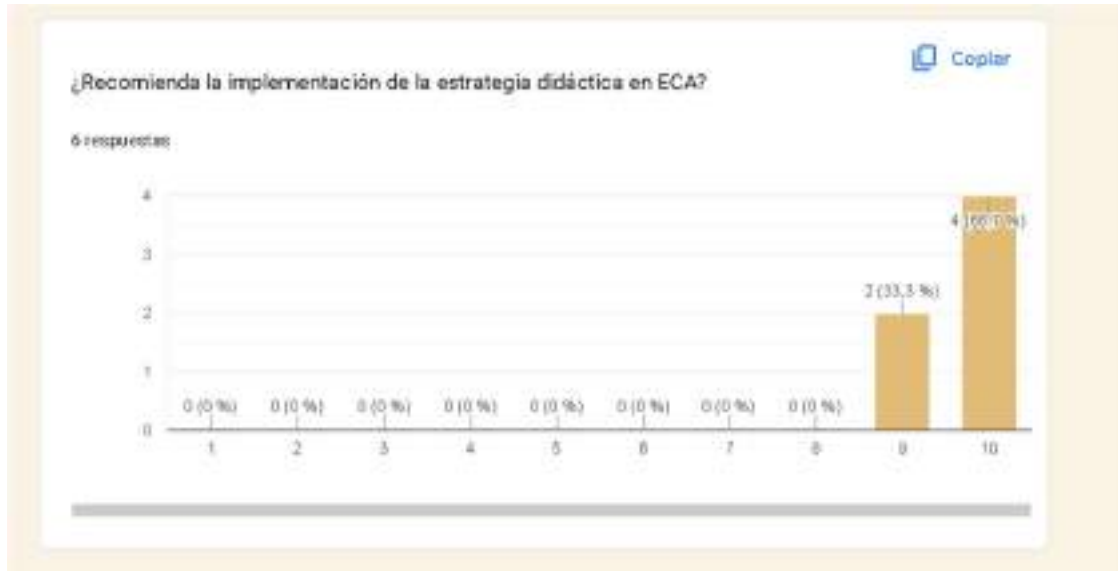 Copiar
¿Recomienda la implementación de la estrategia didáctica en ECA?
6 respuestas
4
3
2
1
0
4 (66,7 %)
2 (33,3 %)
0 (0 %) 0 (0 %) 0 (0 %) 0 (0 %) 0 (0 %) 0 (0 %) 0 (0 %) 0 (0 %)
1 2 3 4 5 6 7 8 9 10